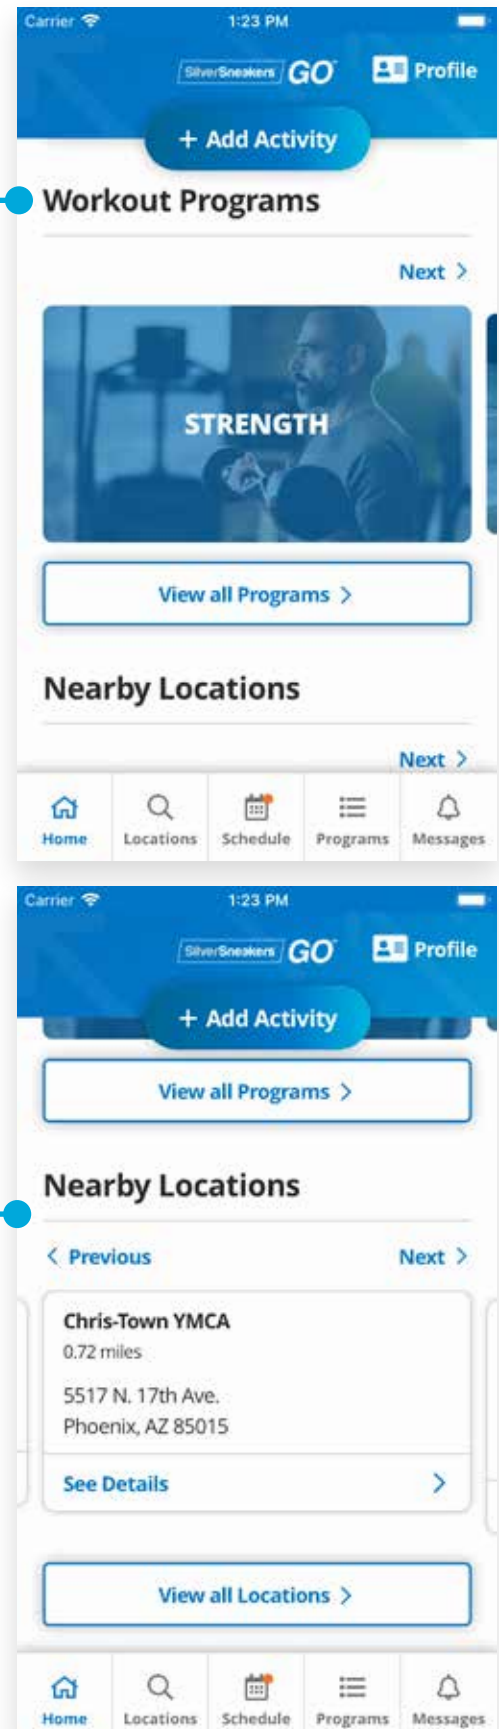 Carrier 1:23 PM
SilverSneakers GO Profile
+ Add Activity
Workout Programs
Next >
STRENGTH
View all Programs >
Nearby Locations
Next >
Home Locations Schedule Programs Messages
Carrier 1:23 PM
SilverSneakers GO Profile
+ Add Activity
View all Programs >
Nearby Locations
< Previous Next >
Chris-Town YMCA
0.72 miles
5517 N. 17th Ave.
Phoenix, AZ 85015
See Details >
View all Locations >
Home Locations Schedule Programs Messages